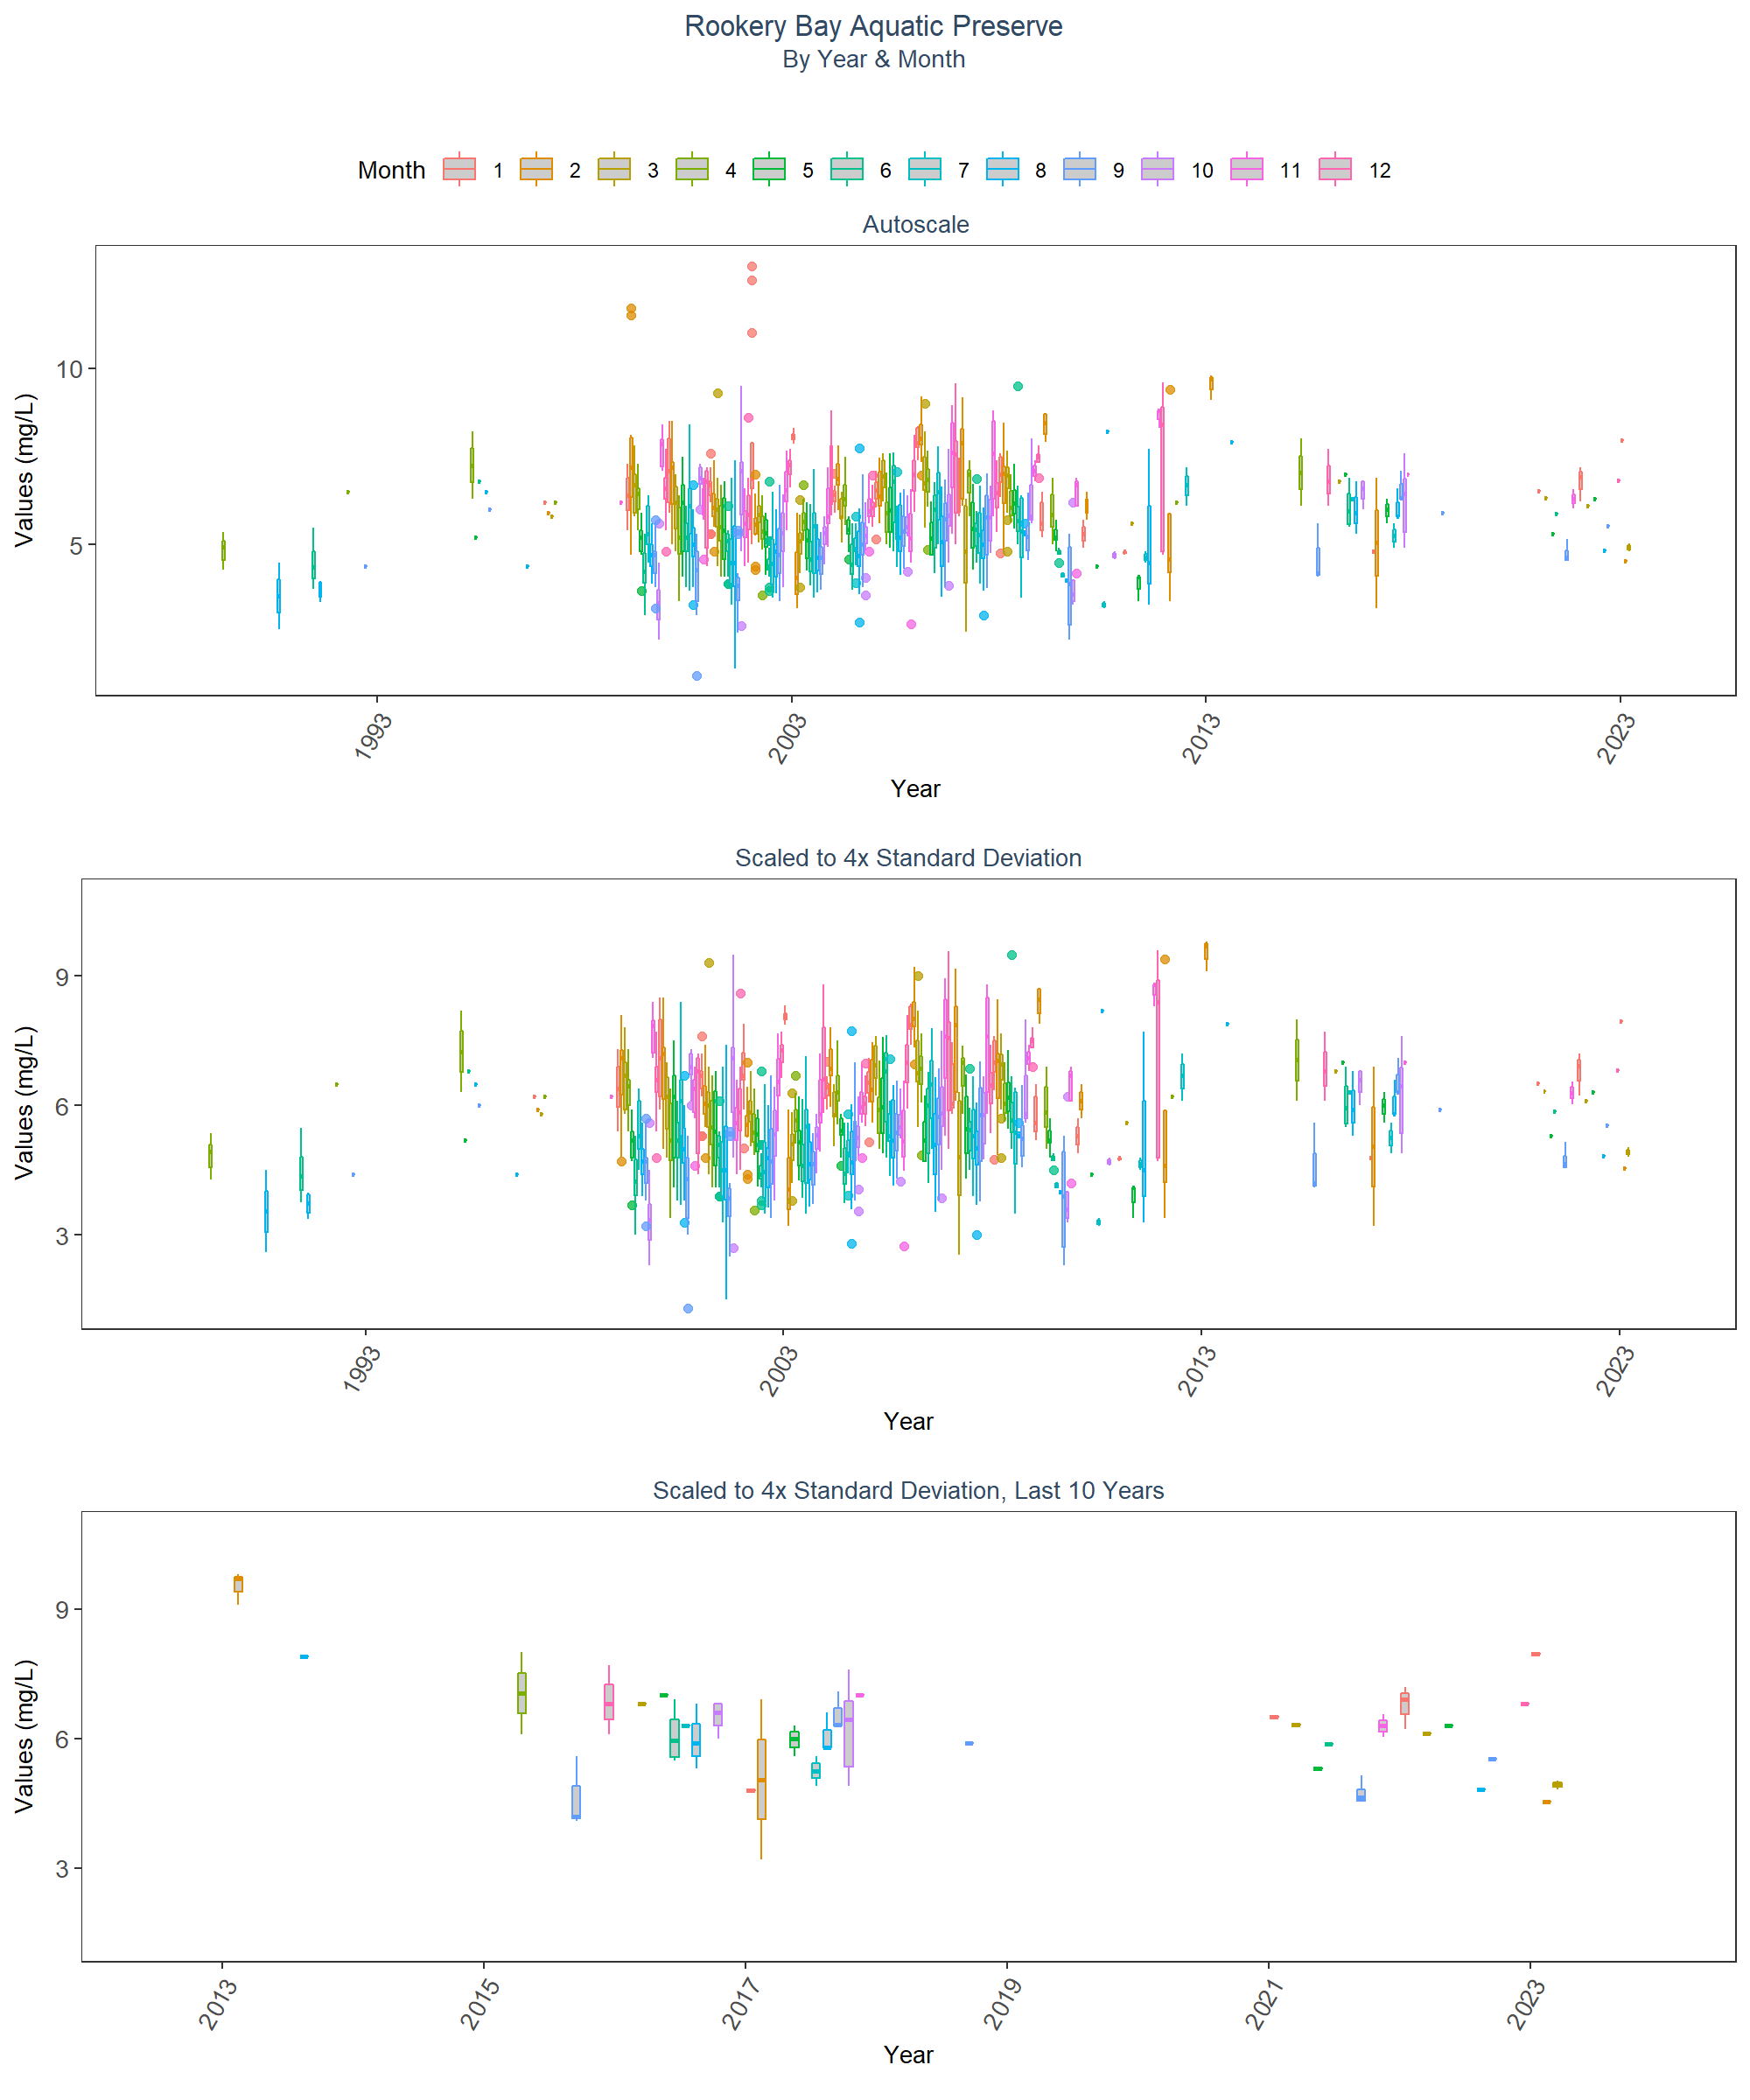 Rookery Bay Aquatic Preserve
By Year & Month
Month 1 2 3 4 5 6 7 8 9 10 11 12
Autoscale
Values (mg/L)
10
5
1993 2003 2013 2023
Year
Scaled to 4x Standard Deviation
Values (mg/L)
9
6
3
1993 2003 2013 2023
Year
Scaled to 4x Standard Deviation, Last 10 Years
Values (mg/L)
9
6
3
2013 2015 2017 2019 2021 2023
Year